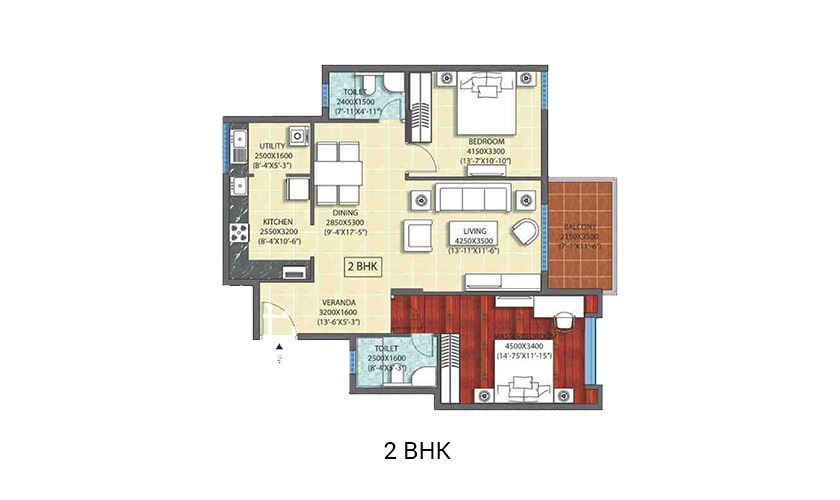 TOILET
2400X1500
(7'-11"X4'-11")
BEDROOM
4150X3300
(13'-7"X10'-10")
UTILITY
2500X1600
(8'-4"X5'-3")
DINING
2850X5300
(9'-4"X17'-5")
KITCHEN
2550X3200
(8'-4"X10'-6")
LIVING
4250X3500
(13'-11"X11'-6")
BALCONY
2150X3500
(7'-1"X11'-6")
2 BHK
VERANDA
3200X1600
(13'-6"X5'-3")
TOILET
2500X1600
(8'-4"X5'-3")
4500X3400
(14'-75"X11'-15")
2 BHK